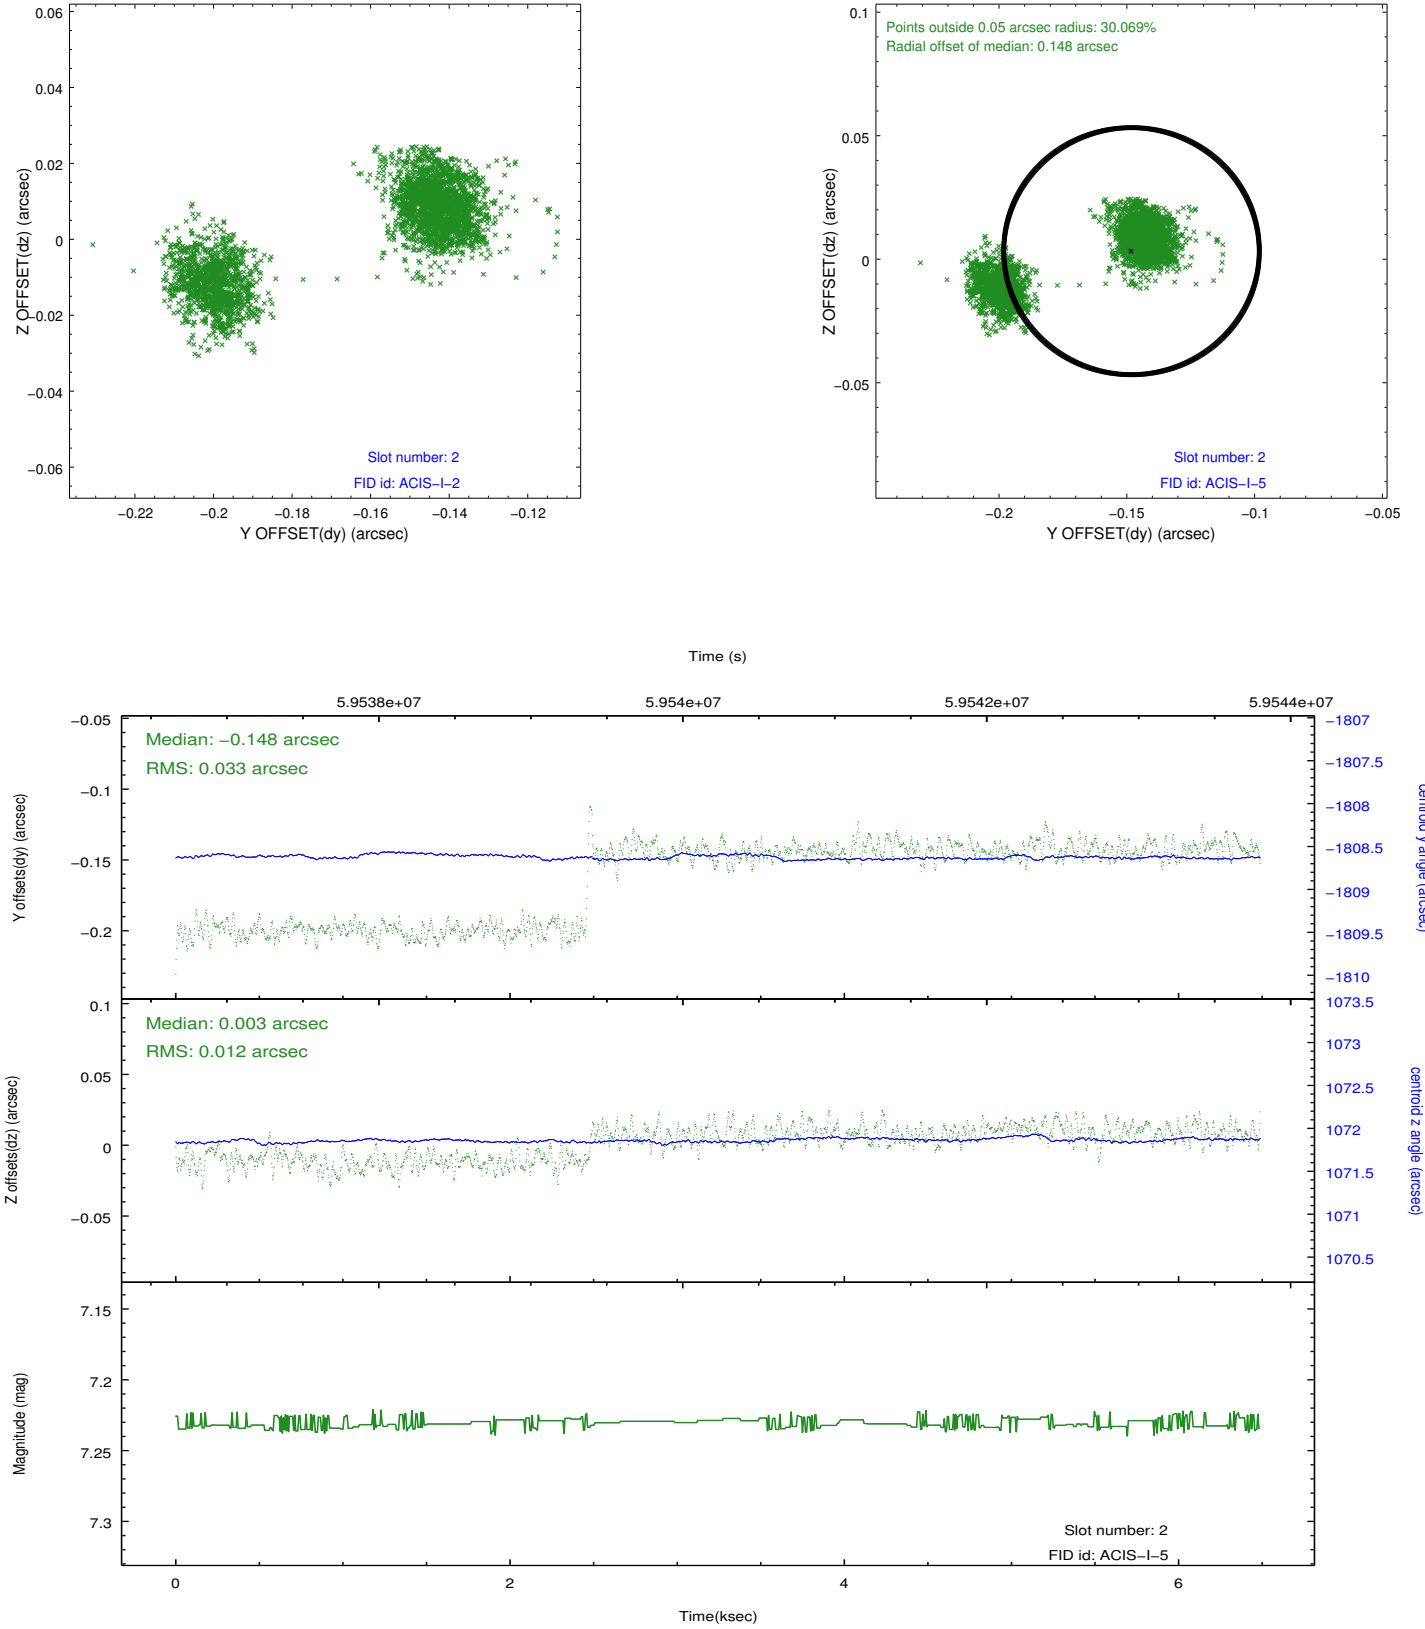 0.06
0.04
0.02
0
−0.02
−0.04
−0.06
Z OFFSET(dz) (arcsec)
Slot number: 2
FID id: ACIS−I−2
−0.22
−0.2
−0.18
−0.16
−0.14
−0.12
Y OFFSET(dy) (arcsec)
0.1
0.05
0
−0.05
Z OFFSET(dz) (arcsec)
Points outside 0.05 arcsec radius: 30.069%
Radial offset of median: 0.148 arcsec
Slot number: 2
FID id: ACIS−I−5
−0.2
−0.15
−0.1
−0.05
Y OFFSET(dy) (arcsec)
Time (s)
5.9538e+07
5.954e+07
5.9542e+07
5.9544e+07
−0.05
−0.1
−0.15
−0.2
Y offsets(dy) (arcsec)
Median: −0.148 arcsec
RMS: 0.033 arcsec
−1807
−1807.5
−1808
−1808.5
−1809
−1809.5
−1810
centroid y angle (arcsec)
0.1
0.05
0
−0.05
Z offsets(dz) (arcsec)
Median: 0.003 arcsec
RMS: 0.012 arcsec
1073.5
1073
1072.5
1072
1071.5
1071
1070.5
centroid z angle (arcsec)
7.15
7.2
7.25
7.3
Magnitude (mag)
Slot number: 2
FID id: ACIS−I−5
0
2
4
6
Time(ksec)